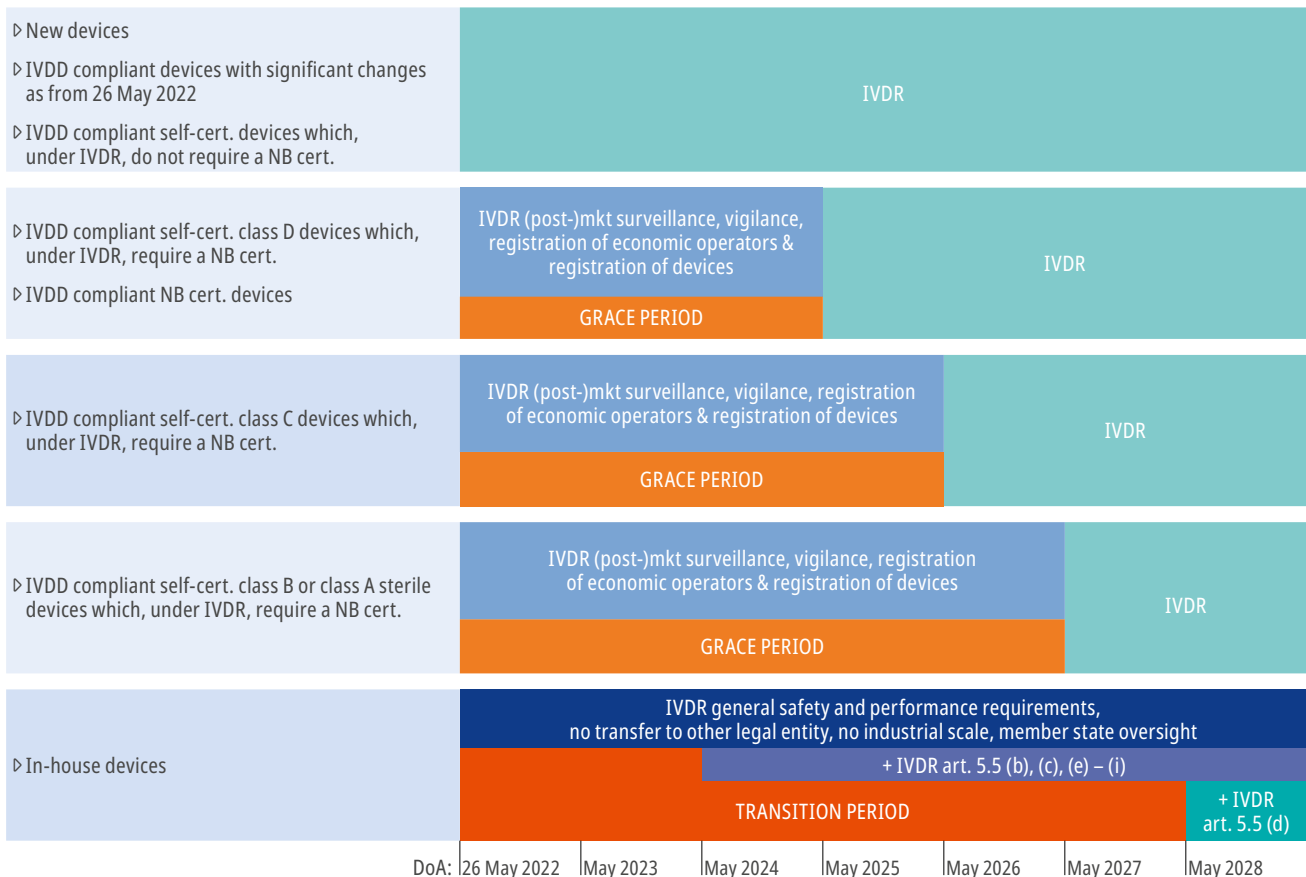 ▷ New devices
▷ IVDD compliant devices with significant changes
as from 26 May 2022
▷ IVDD compliant self-cert. devices which,
under IVDR, do not require a NB cert.
IVDR
▷ IVDD compliant self-cert. class D devices which,
under IVDR, require a NB cert.
▷ IVDD compliant NB cert. devices
IVDR (post-)mkt surveillance, vigilance,
registration of economic operators &
registration of devices
GRACE PERIOD
IVDR
▷ IVDD compliant self-cert. class C devices which,
under IVDR, require a NB cert.
IVDR (post-)mkt surveillance, vigilance, registration
of economic operators & registration of devices
GRACE PERIOD
IVDR
▷ IVDD compliant self-cert. class B or class A sterile
devices which, under IVDR, require a NB cert.
IVDR (post-)mkt surveillance, vigilance, registration
of economic operators & registration of devices
GRACE PERIOD
IVDR
▷ In-house devices
IVDR general safety and performance requirements,
no transfer to other legal entity, no industrial scale, member state oversight
+ IVDR art. 5.5 (b), (c), (e) – (i)
TRANSITION PERIOD
+ IVDR
art. 5.5 (d)
DoA: 26 May 2022 May 2023 May 2024 May 2025 May 2026 May 2027 May 2028